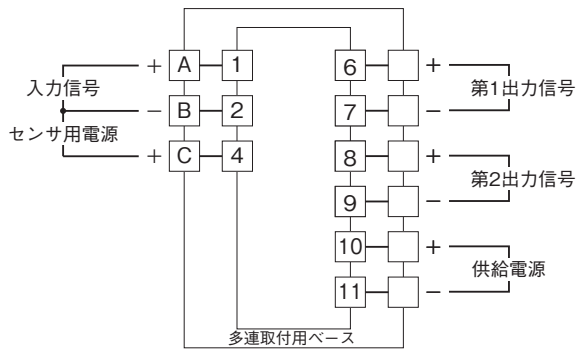 + A 1 6 +
入力信号 第1出力信号
− B 2 7 −
センサ用電源
+ C 4 8 +
第2出力信号
9 −
10 +
供給電源
11 −
多連取付用ベース